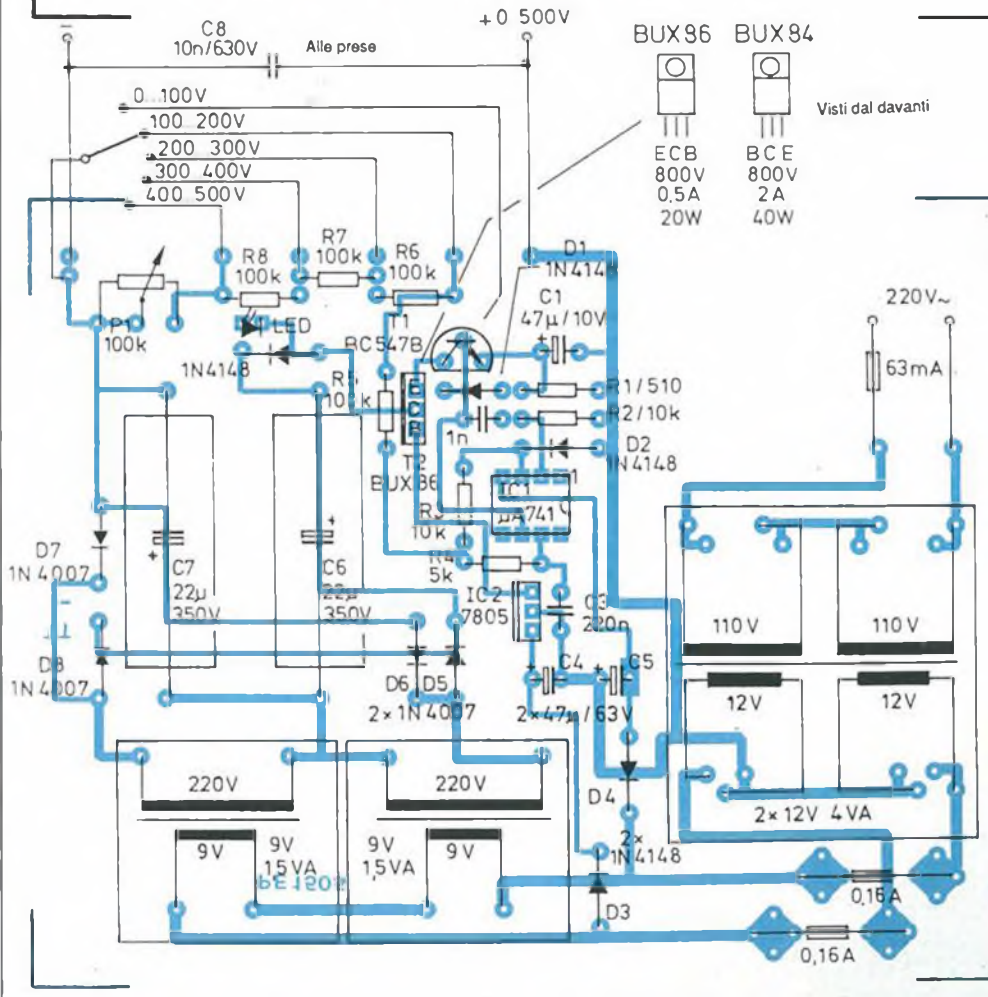 -
+0 500V
C8
10n/630V
Alle prese
BUX96 BUX94
Visti dal davanti
0...100V
100...200V
200 300V
300 400V
400 500V
ECB
800V
0,5A
20W
BCE
800V
2A
40W
R8
100k
R7
100k
R6
100k
D1
1N4148
C1
47µ/10V
+
220V~
63mA
P1
100k
LED
T1
BC547B
1N4148
R5
R1/510
R2/10k
1n
D2
1N4148
E
C
B
T2
BUX86
IC1
µA741
1
10k
R4
5k
IC2
7805
C3
220n
D7
1N4007
+
C7
22µ
350V
+
C6
22µ
350V
D8
1N4007
D6 D5
2×1N4007
+
C4
+
C5
2×47µ/63V
110V
110V
12V
12V
2×12V 4VA
D4
2×
1N4148
D3
220V
220V
9V
9V
1,5VA
9V
1,5VA
9V
0,16A
0,16A